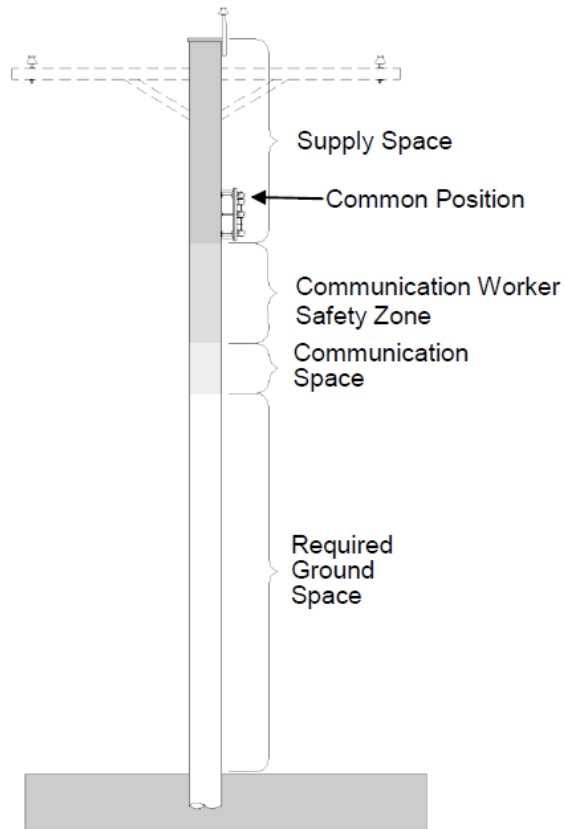 Supply Space
Common Position
Communication Worker
Safety Zone
Communication
Space
Required
Ground
Space